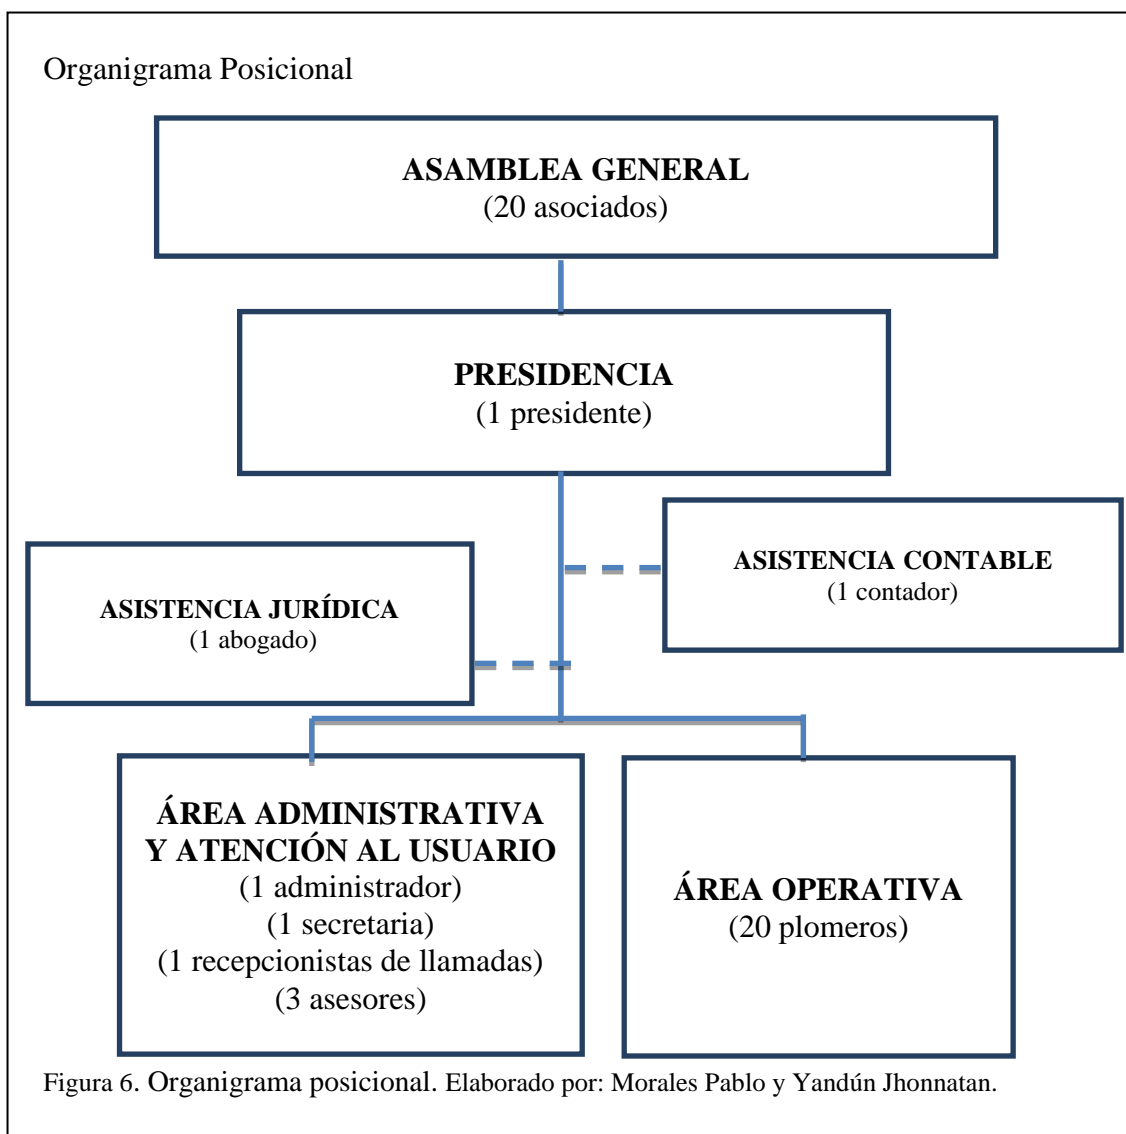 Organigrama Posicional
ASAMBLEA GENERAL
(20 asociados)
PRESIDENCIA
(1 presidente)
ASISTENCIA CONTABLE
(1 contador)
ASISTENCIA JURÍDICA
(1 abogado)
ÁREA ADMINISTRATIVA
Y ATENCIÓN AL USUARIO
(1 administrador)
(1 secretaria)
(1 recepcionistas de llamadas)
(3 asesores)
ÁREA OPERATIVA
(20 plomeros)
Figura 6. Organigrama posicional. Elaborado por: Morales Pablo y Yandún Jhonnatan.